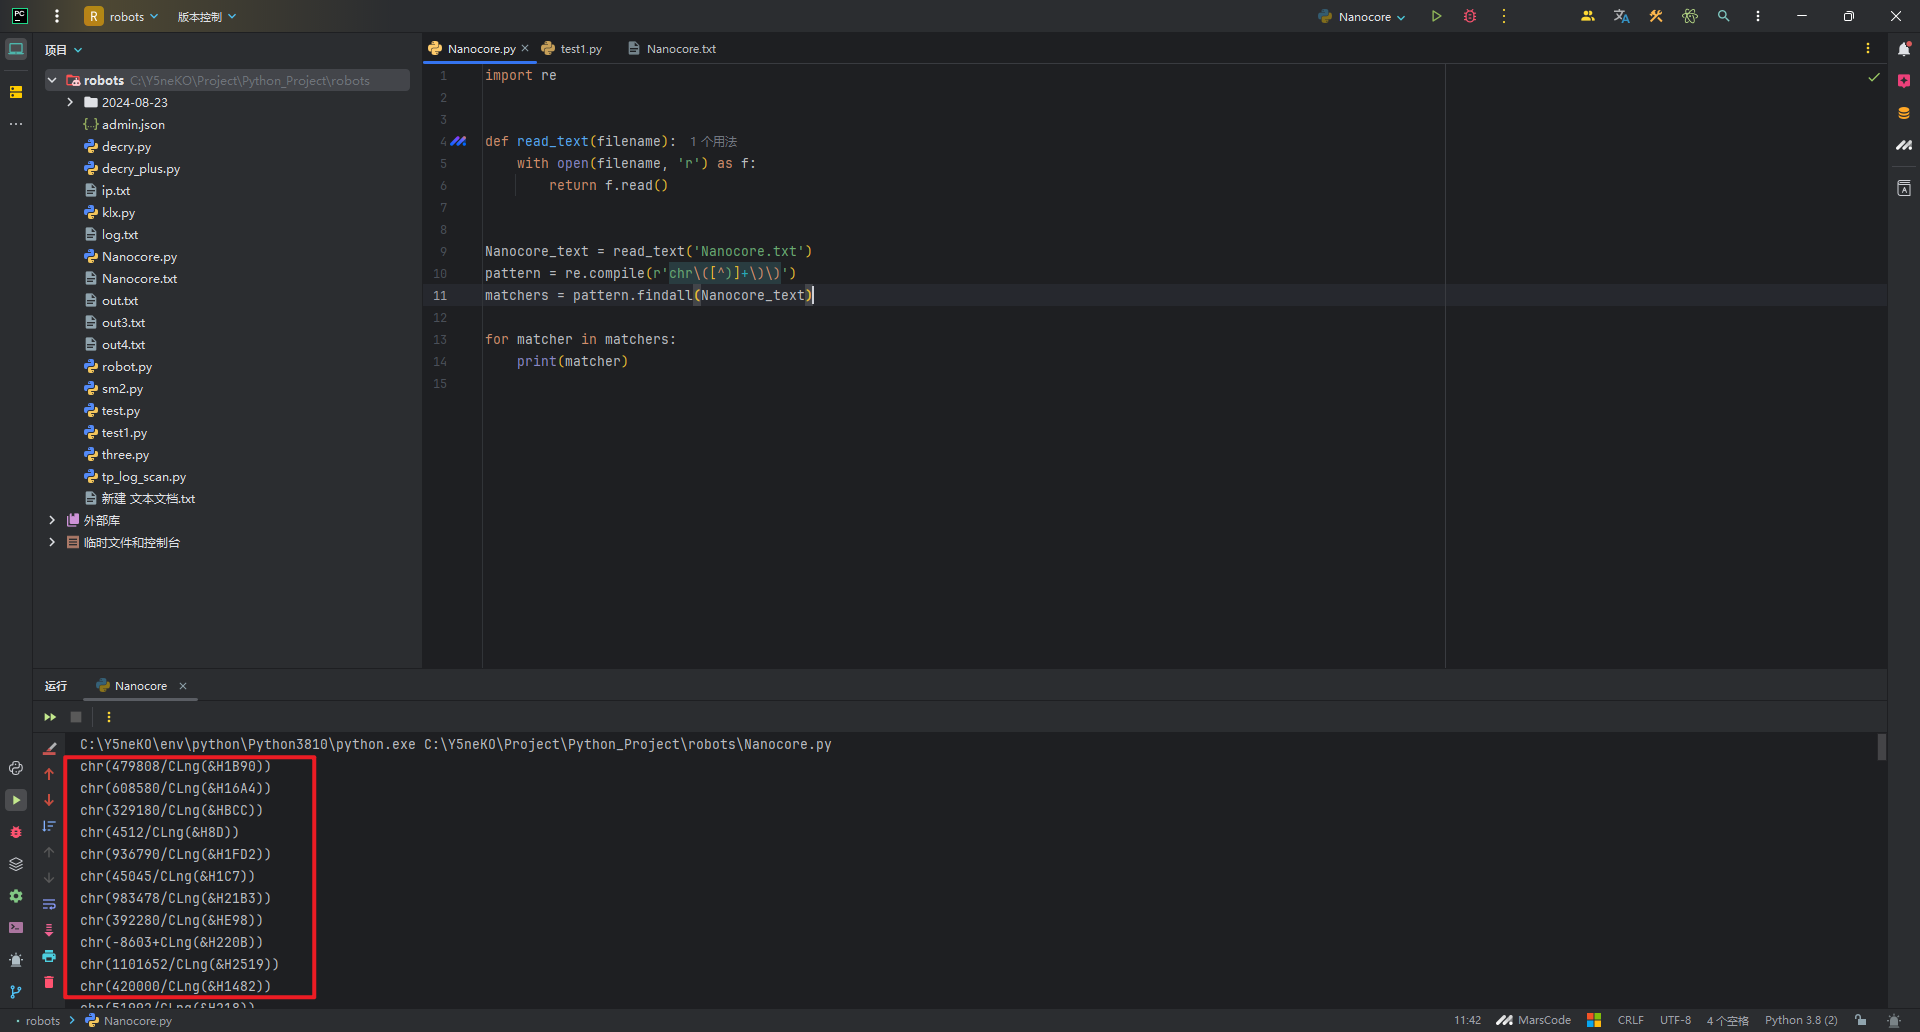 PC
R robots 版本控制
Nanocore
项目
robots C:\Y5neKO\Project\Python_Project\robots
2024-08-23
admin.json
decry.py
decry_plus.py
ip.txt
klx.py
log.txt
Nanocore.py
Nanocore.txt
out.txt
out3.txt
out4.txt
robot.py
sm2.py
test.py
test1.py
three.py
tp_log_scan.py
新建 文本文档.txt
外部库
临时文件和控制台
Nanocore.py test1.py Nanocore.txt
1 import re
2
3
4 def read_text(filename): 1 个用法
5 with open(filename, 'r') as f:
6 return f.read()
7
8
9 Nanocore_text = read_text('Nanocore.txt')
10 pattern = re.compile(r'chr\([^)]+\)\)')
11 matchers = pattern.findall(Nanocore_text)
12
13 for matcher in matchers:
14 print(matcher)
15
运行 Nanocore
C:\Y5neKO\env\python\Python3810\python.exe C:\Y5neKO\Project\Python_Project\robots\Nanocore.py
chr(479808/CLng(&H1B90))
chr(608580/CLng(&H16A4))
chr(329180/CLng(&HBCC))
chr(4512/CLng(&H8D))
chr(936790/CLng(&H1FD2))
chr(45045/CLng(&H1C7))
chr(983478/CLng(&H21B3))
chr(392280/CLng(&HE98))
chr(-8603+CLng(&H220B))
chr(1101652/CLng(&H2519))
chr(420000/CLng(&H1482))
chr(51992/CLng(&H218))
robots Nanocore.py
11:42 MarsCode CRLF UTF-8 4 个空格 Python 3.8 (2)